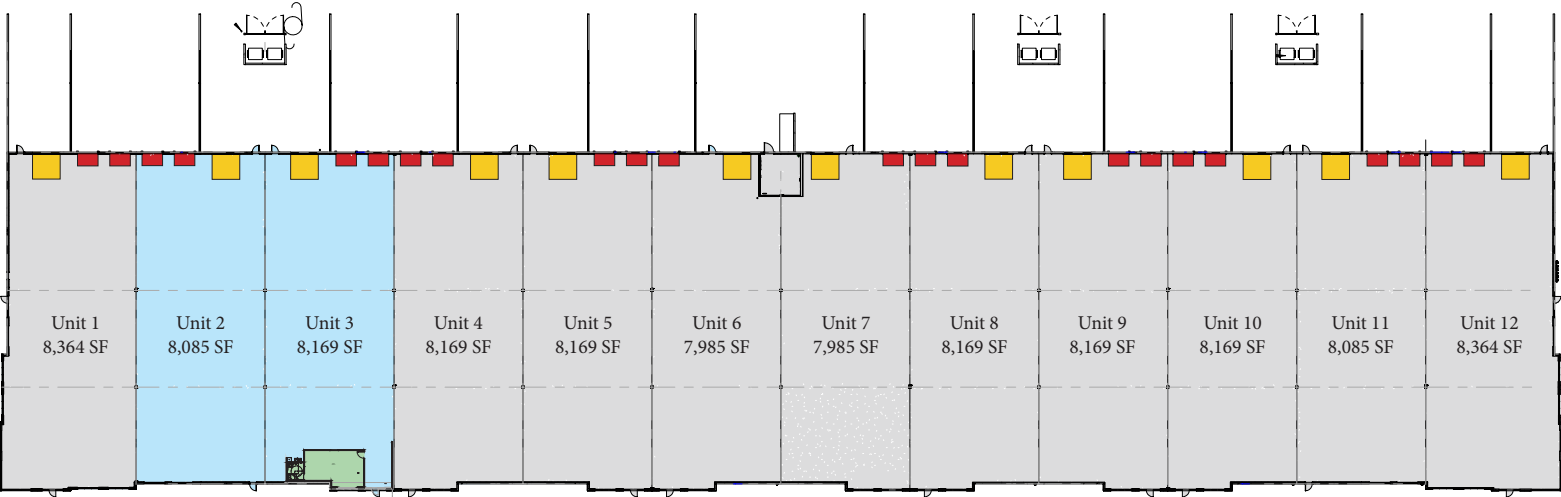 Unit 1
8,364 SF
Unit 2
8,085 SF
Unit 3
8,169 SF
Unit 4
8,169 SF
Unit 5
8,169 SF
Unit 6
7,985 SF
Unit 7
7,985 SF
Unit 8
8,169 SF
Unit 9
8,169 SF
Unit 10
8,169 SF
Unit 11
8,085 SF
Unit 12
8,364 SF